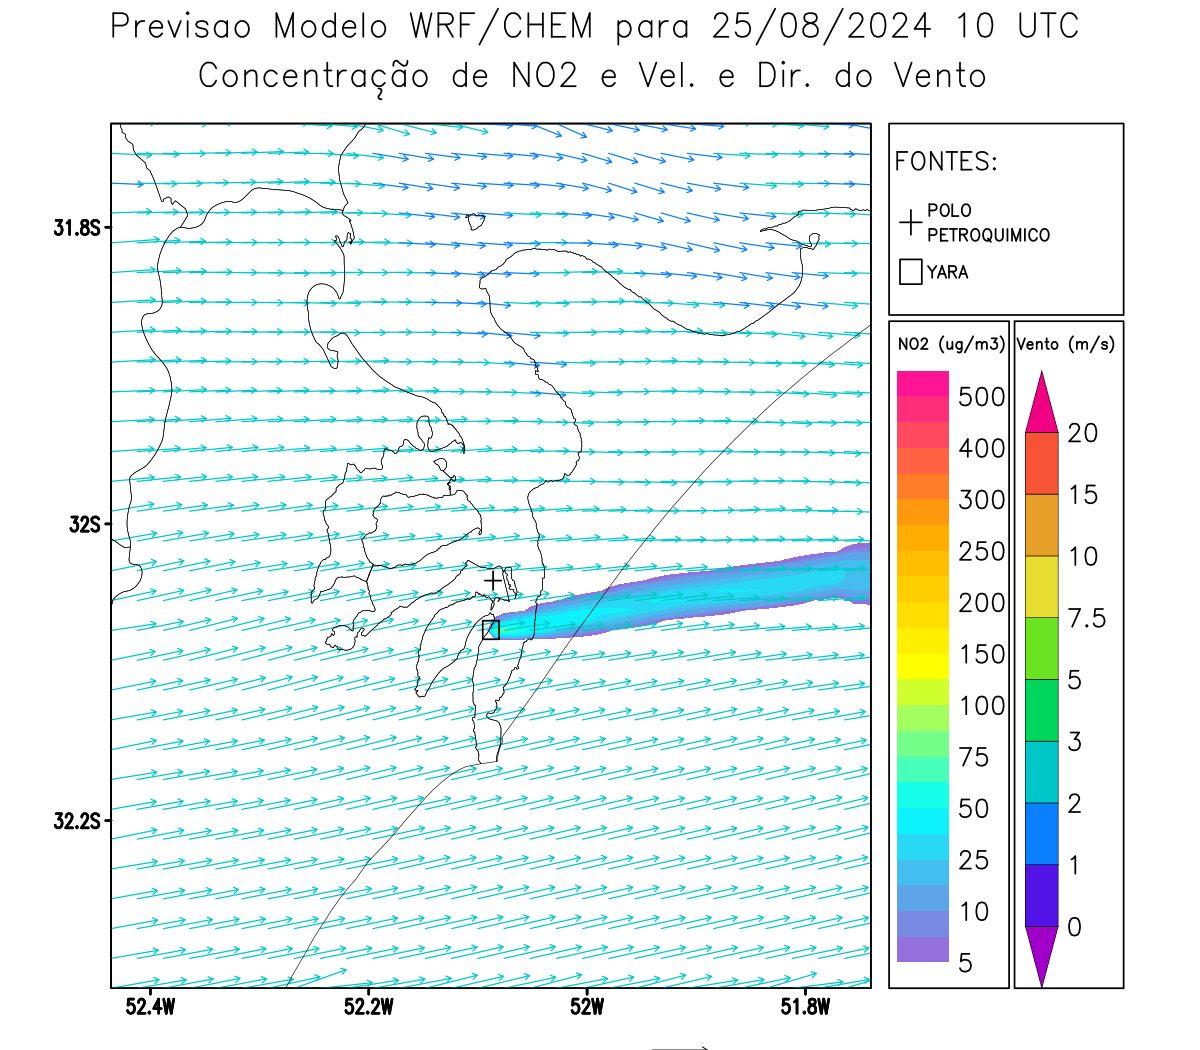 Previsao Modelo WRF/CHEM para 25/08/2024 10 UTC
Concentração de NO2 e Vel. e Dir. do Vento
FONTES:
POLO
PETROQUIMICO
YARA
NO2 (ug/m3)
500
400
300
250
200
150
100
75
50
25
10
5
Vento (m/s)
20
15
10
7.5
5
3
2
1
0
31.8S
32S
32.2S
52.4W
52.2W
52W
51.8W